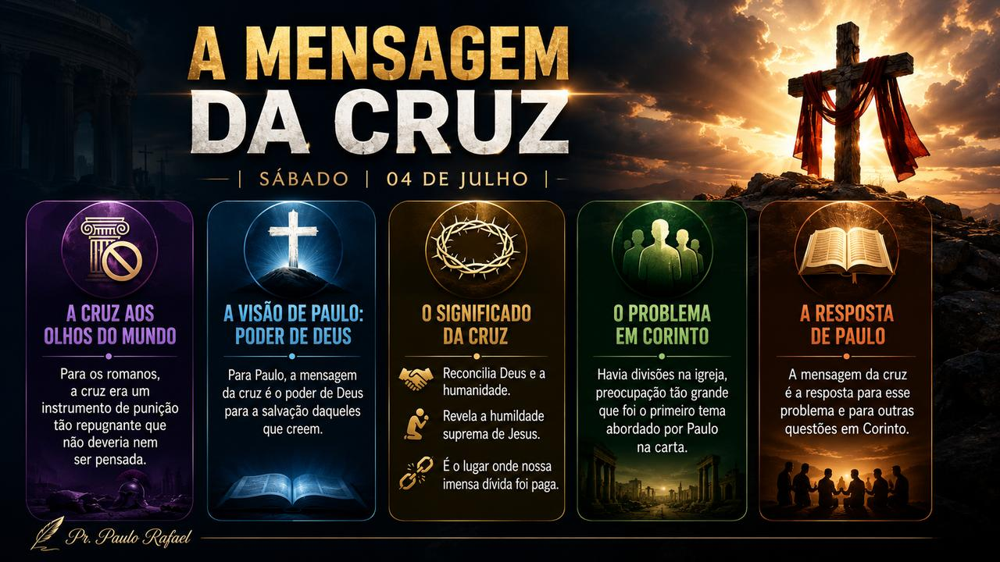 A MENSAGEM
DA CRUZ
| SÁBADO | 04 DE JULHO |
A CRUZ AOS
OLHOS DO MUNDO
Para os romanos,
a cruz era um
instrumento de punição
tão repugnante que
não deveria nem
ser pensada.
A VISÃO DE PAULO:
PODER DE DEUS
Para Paulo, a mensagem
da cruz é o poder de Deus
para a salvação daqueles
que creem.
O SIGNIFICADO
DA CRUZ
Reconcilia Deus e a
humanidade.
Revela a humildade
suprema de Jesus.
É o lugar onde nossa
imensa dívida foi paga.
O PROBLEMA
EM CORINTO
Havia divisões na igreja,
preocupação tão grande
que foi o primeiro tema
abordado por Paulo
na carta.
A RESPOSTA
DE PAULO
A mensagem da cruz
é a resposta para esse
problema e para outras
questões em Corinto.
Pr. Paulo Rafael